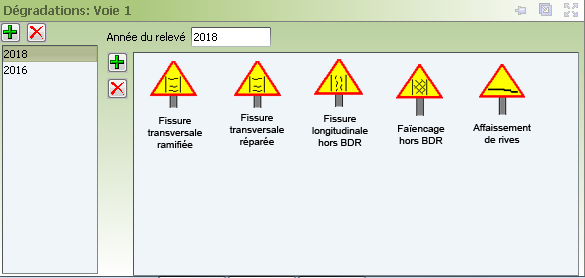 Dégradations: Voie 1
Année du relevé 2018
2018
2016
Fissure
transversale
ramifiée
Fissure
transversale
réparée
Fissure
longitudinale
hors BDR
Faïencage
hors BDR
Affaissement
de rives